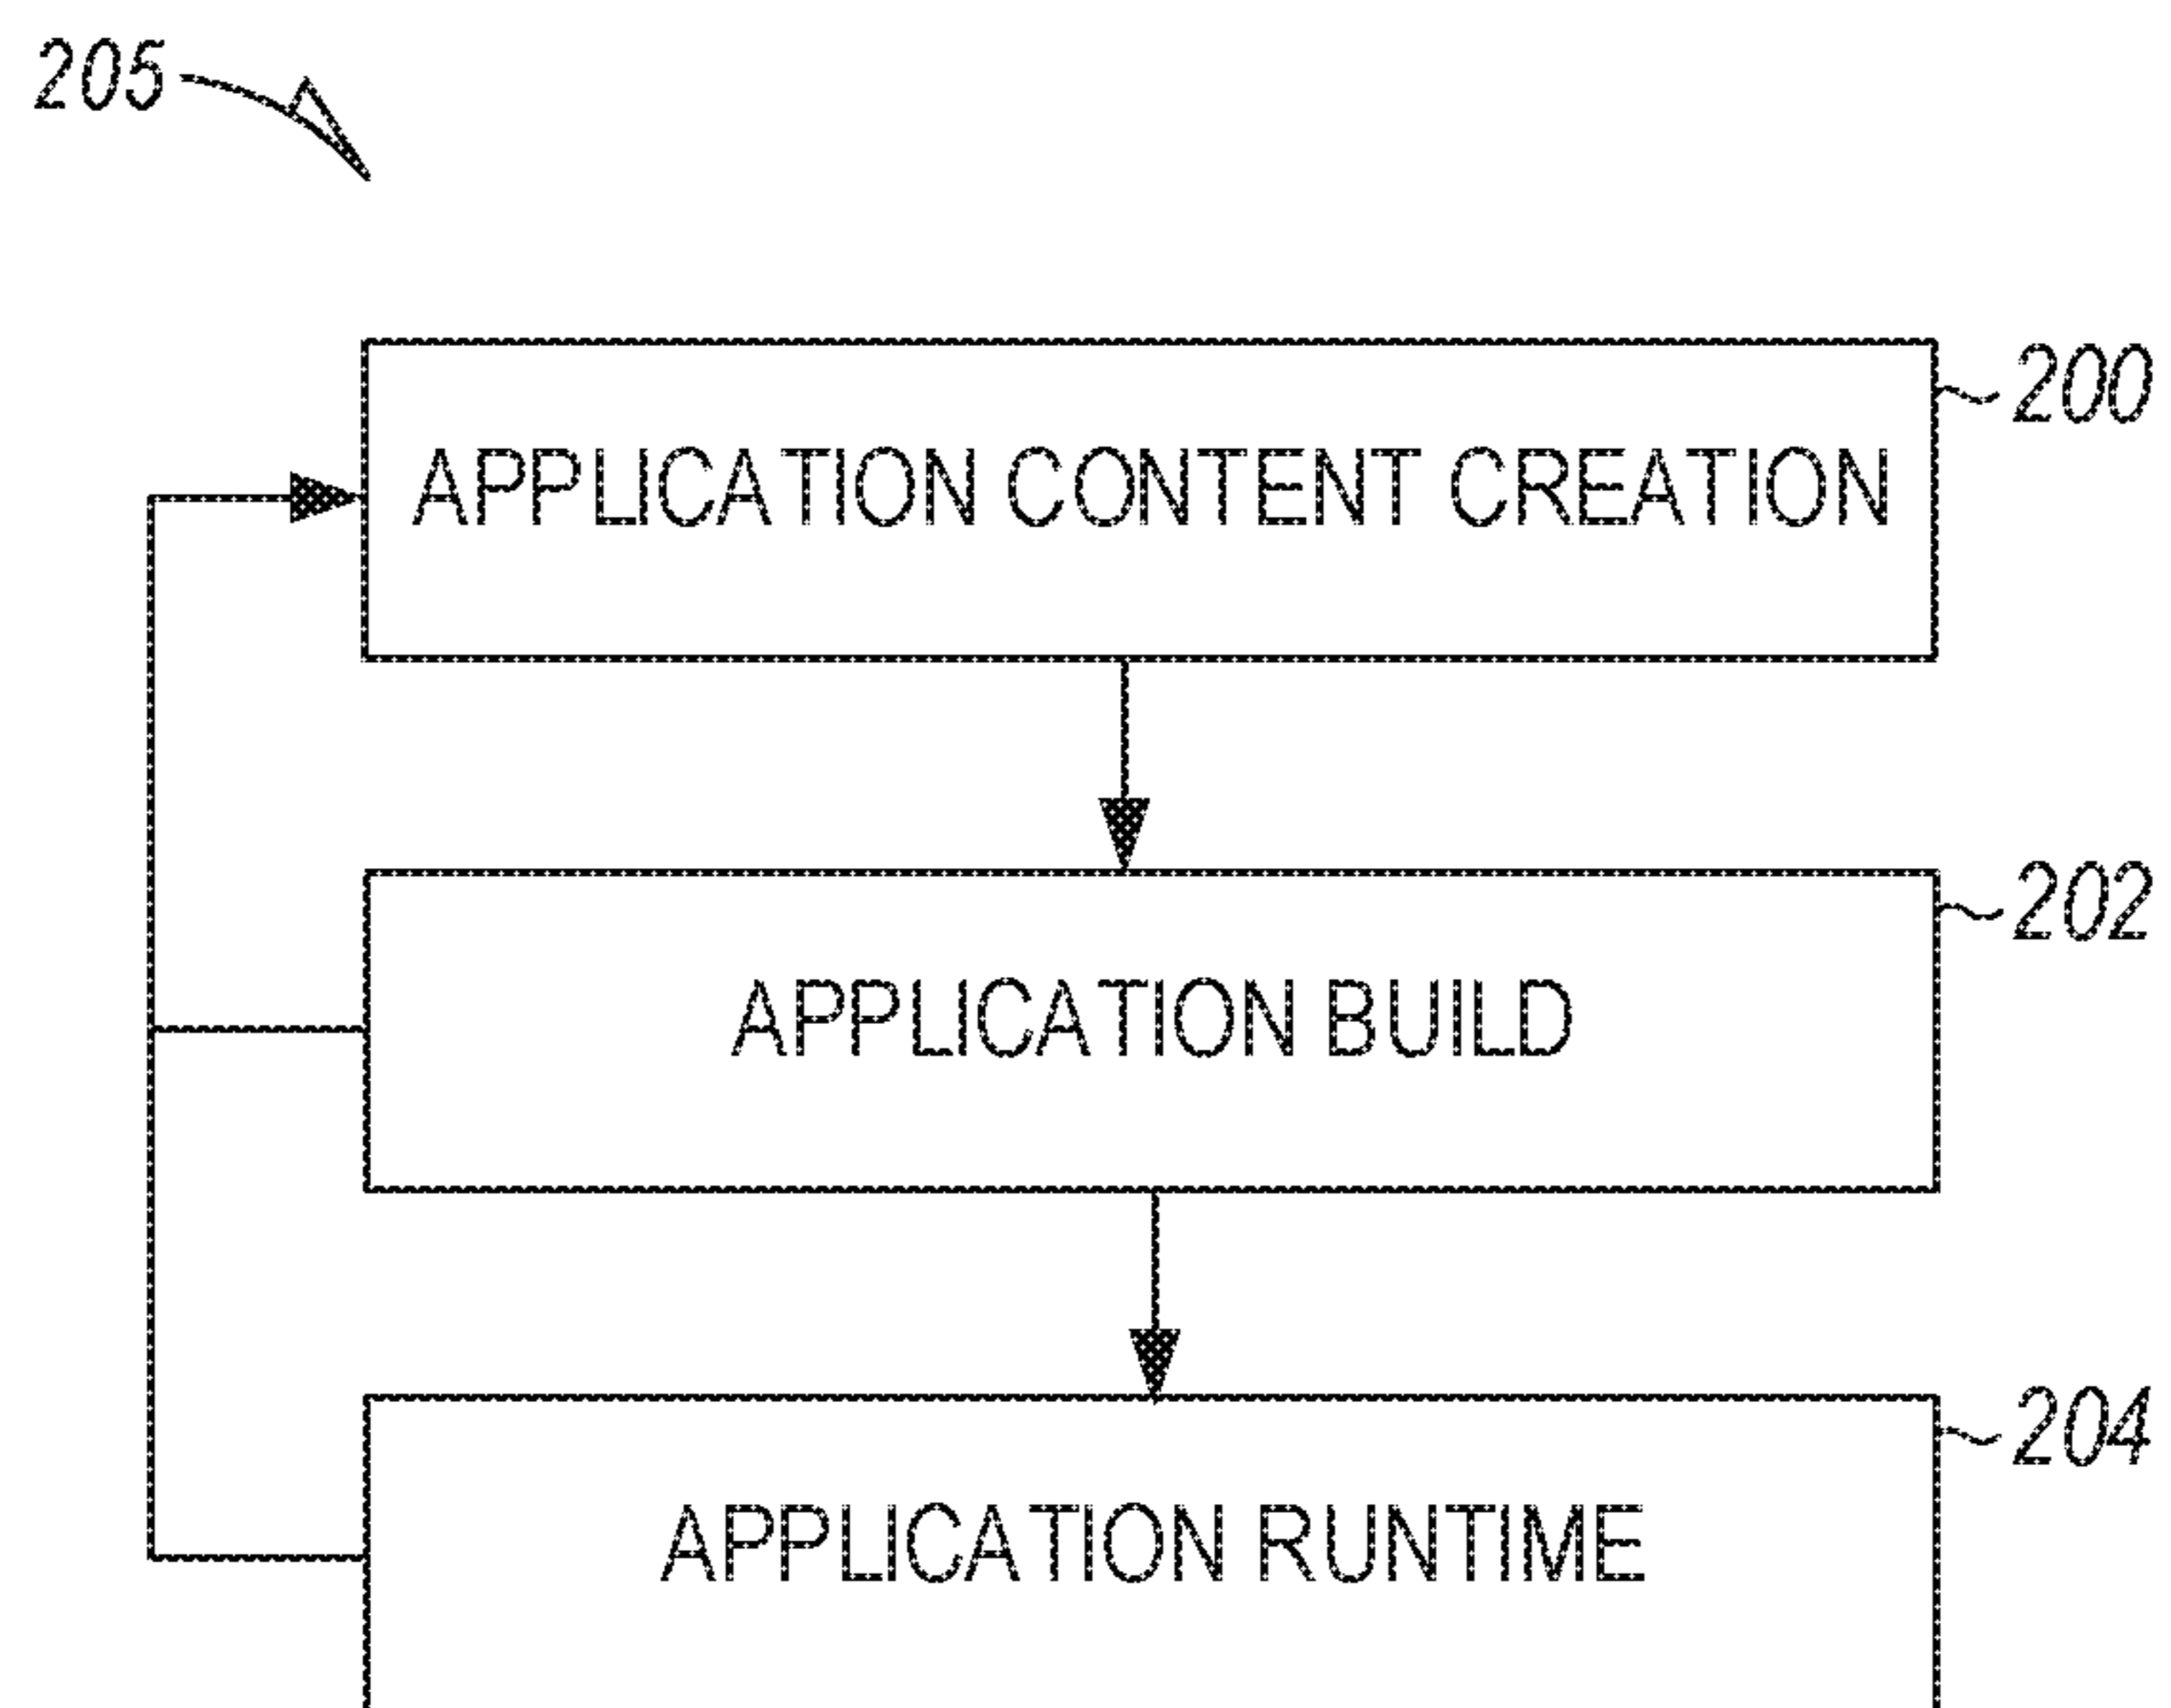 205
200
APPLICATION CONTENT CREATION
202
APPLICATION BUILD
204
APPLICATION RUNTIME